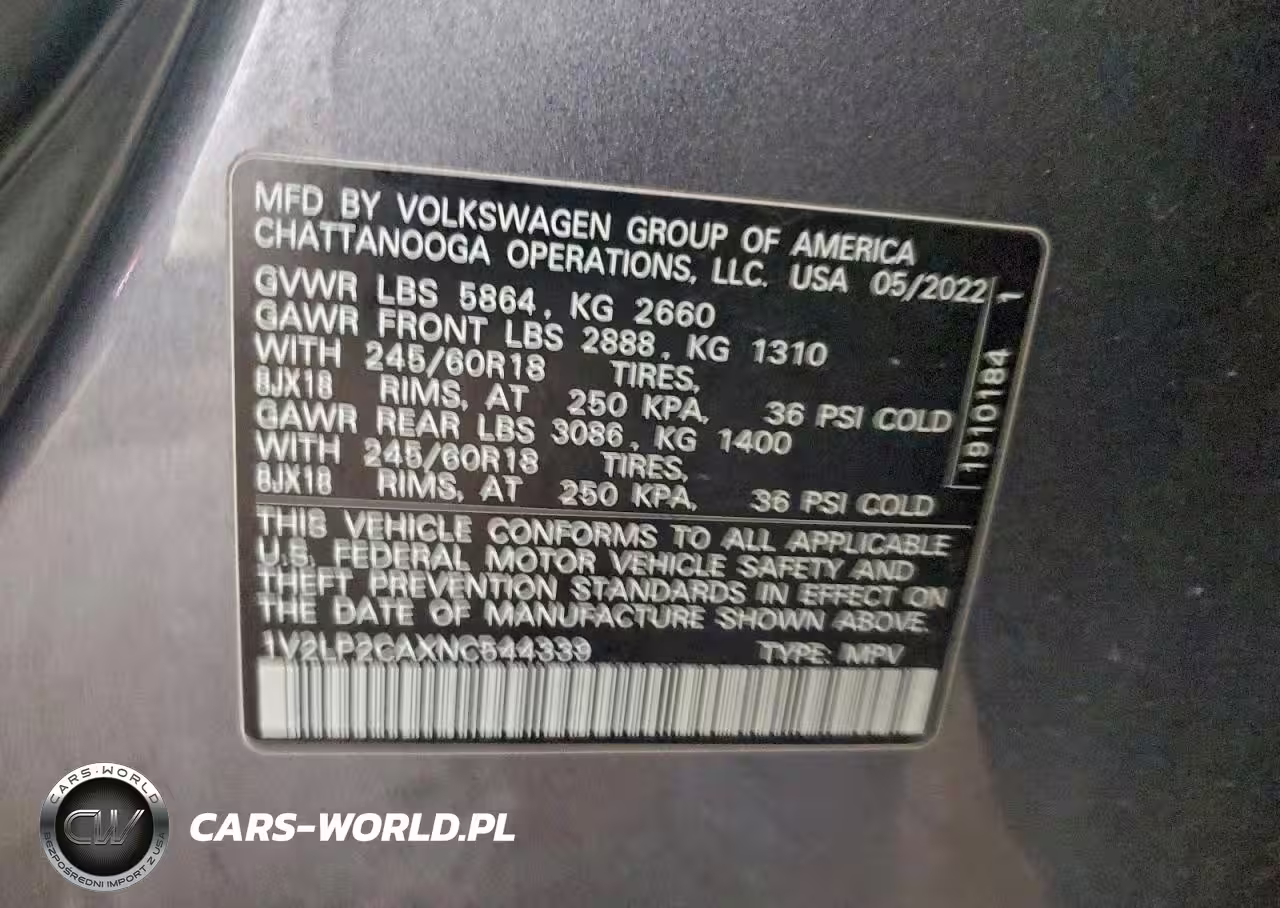 MFD BY VOLKSWAGEN GROUP OF AMERICA
CHATTANOOGA OPERATIONS, LLC. USA 05/2022
GVWR LBS 5864, KG 2660
GAWR FRONT LBS 2888, KG 1310
WITH 245/60R18 TIRES,
8JX18 RIMS, AT 250 KPA, 36 PSI COLD
GAWR REAR LBS 3086, KG 1400
WITH 245/60R18 TIRES,
8JX18 RIMS, AT 250 KPA, 36 PSI COLD
1910184 1
THIS VEHICLE CONFORMS TO ALL APPLICABLE
U.S. FEDERAL MOTOR VEHICLE SAFETY AND
THEFT PREVENTION STANDARDS IN EFFECT ON
THE DATE OF MANUFACTURE SHOWN ABOVE.
1V2LP2CAXNC544339 TYPE: MPV
CARS-WORLD
CW
BEZPOŚREDNI IMPORT Z USA
CARS-WORLD.PL